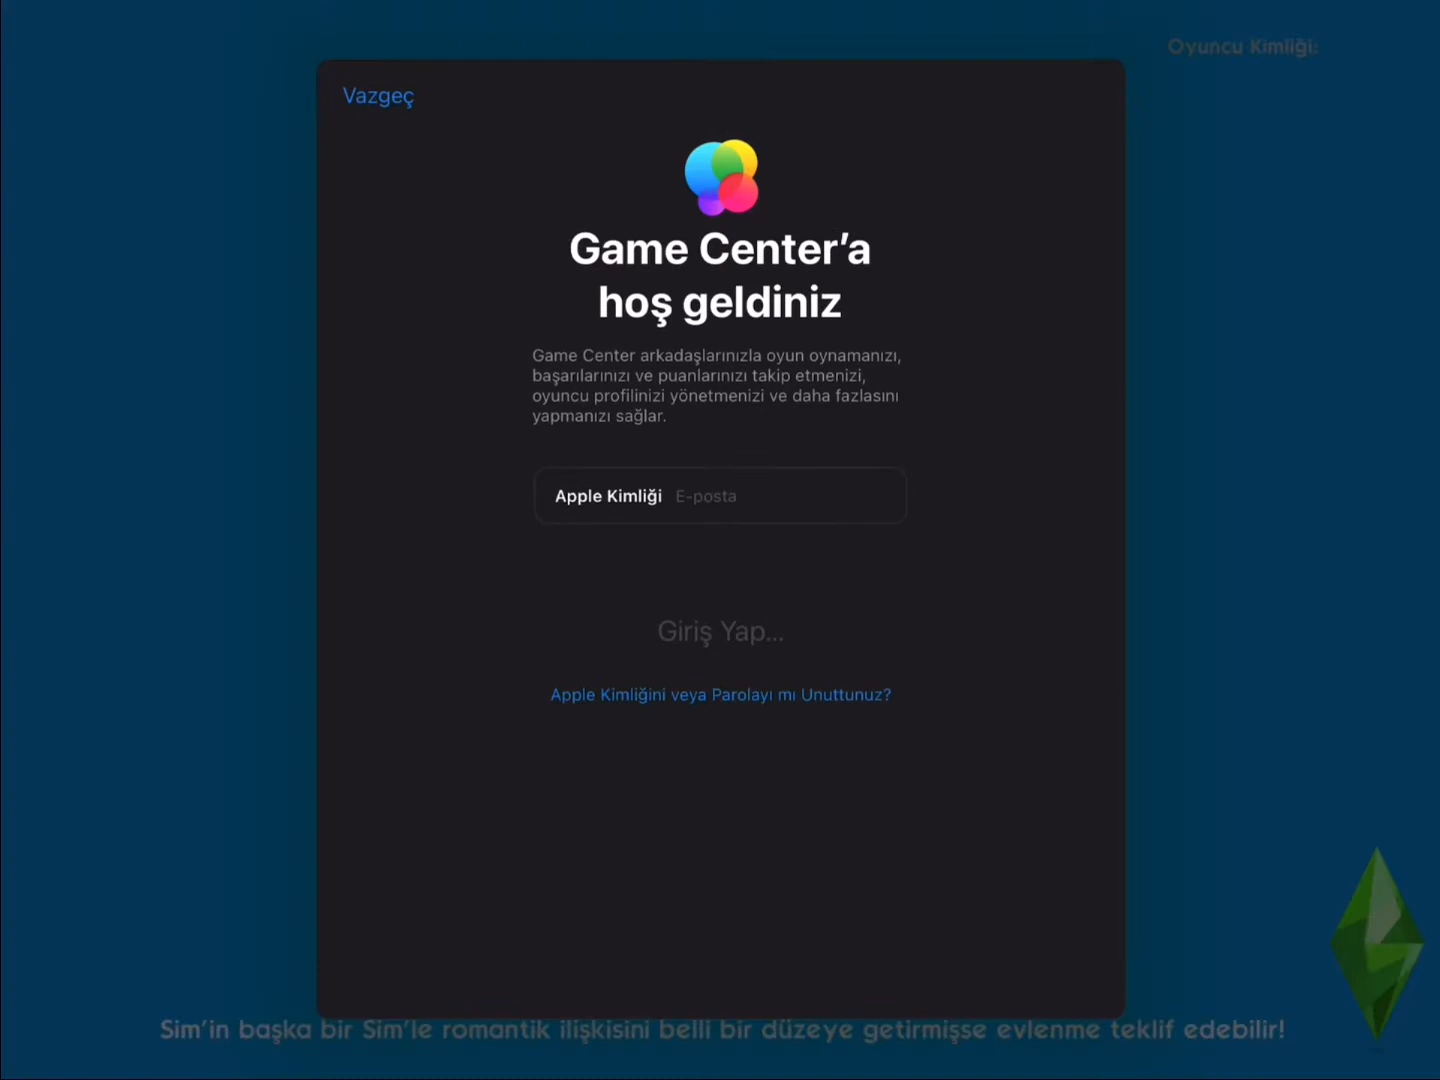 Oyuncu Kimliği:
Vazgeç
Game Center’a
hoş geldiniz
Game Center arkadaşlarınızla oyun oynamanızı,
başarılarınızı ve puanlarınızı takip etmenizi,
oyuncu profilinizi yönetmenizi ve daha fazlasını
yapmanızı sağlar.
Apple Kimliği E-posta
Giriş Yap...
Apple Kimliğini veya Parolayı mı Unuttunuz?
Sim’in başka bir Sim’le romantik ilişkisini belli bir düzeye getirmişse evlenme teklif edebilir!